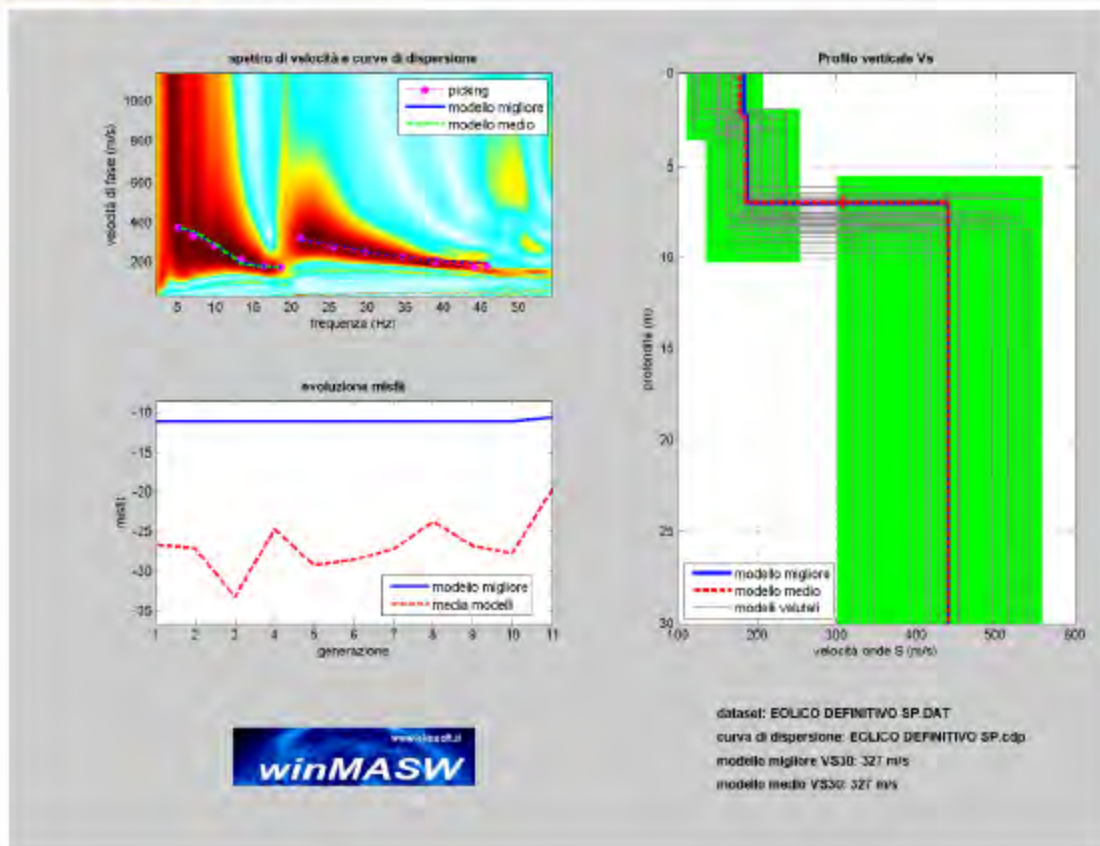 spettro di velocità e curve di dispersione
picking
modello migliore
modello medio
velocità di fase (m/s)
1000
800
600
400
200
5 10 15 20 25 30 35 40 45 50
frequenza (Hz)
evoluzione misfit
misfit
-10
-15
-20
-25
-30
-35
modello migliore
media modelli
1 2 3 4 5 6 7 8 9 10 11
generazione
Profilo verticale Vs
profondità (m)
0
5
10
15
20
25
30
modello migliore
modello medio
modelli valutati
100 200 300 400 500 600
velocità onde S (m/s)
winMASW
dataset: EOLICO DEFINITIVO SP.DAT
curva di dispersione: EOLICO DEFINITIVO SP.cdp
modello migliore VS30: 327 m/s
modello medio VS30: 327 m/s